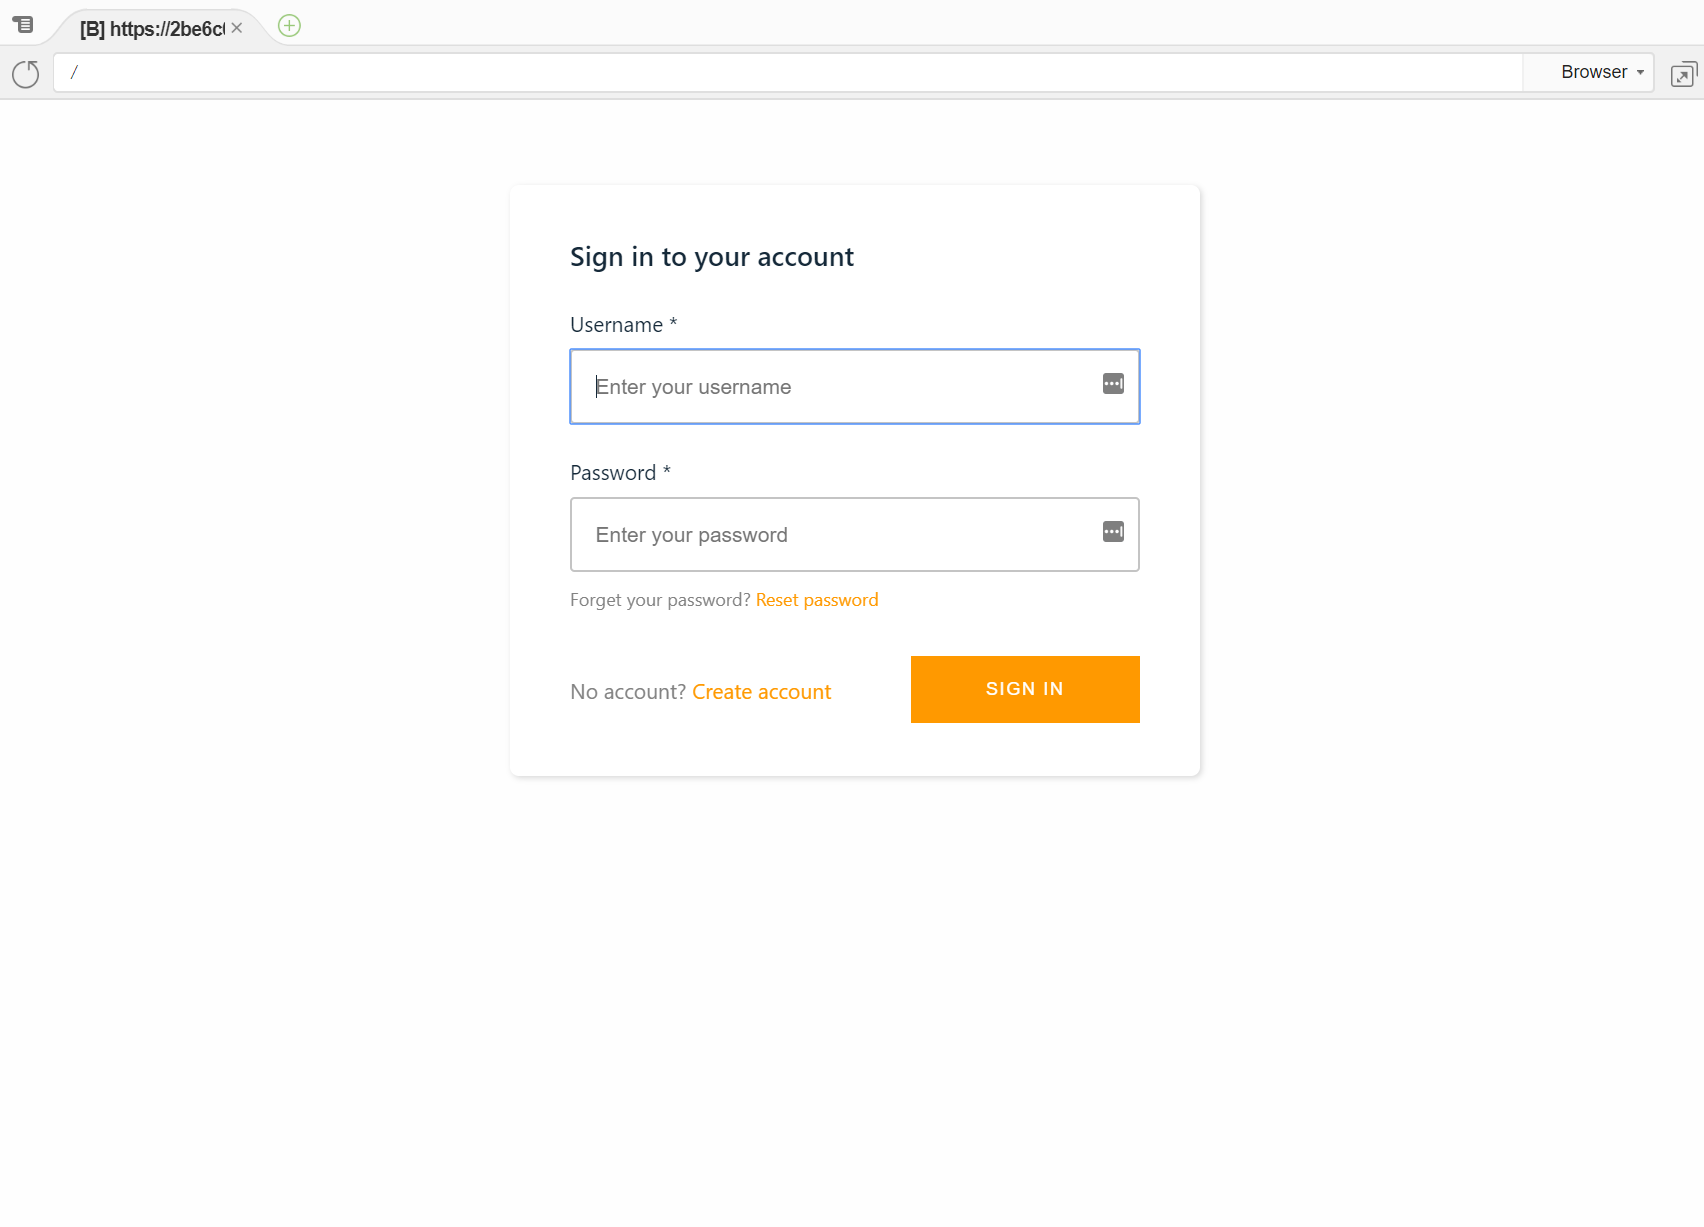 [B] https://2be6c
/
Browser
Sign in to your account
Username *
Enter your username
Password *
Enter your password
Forget your password? Reset password
No account? Create account
SIGN IN